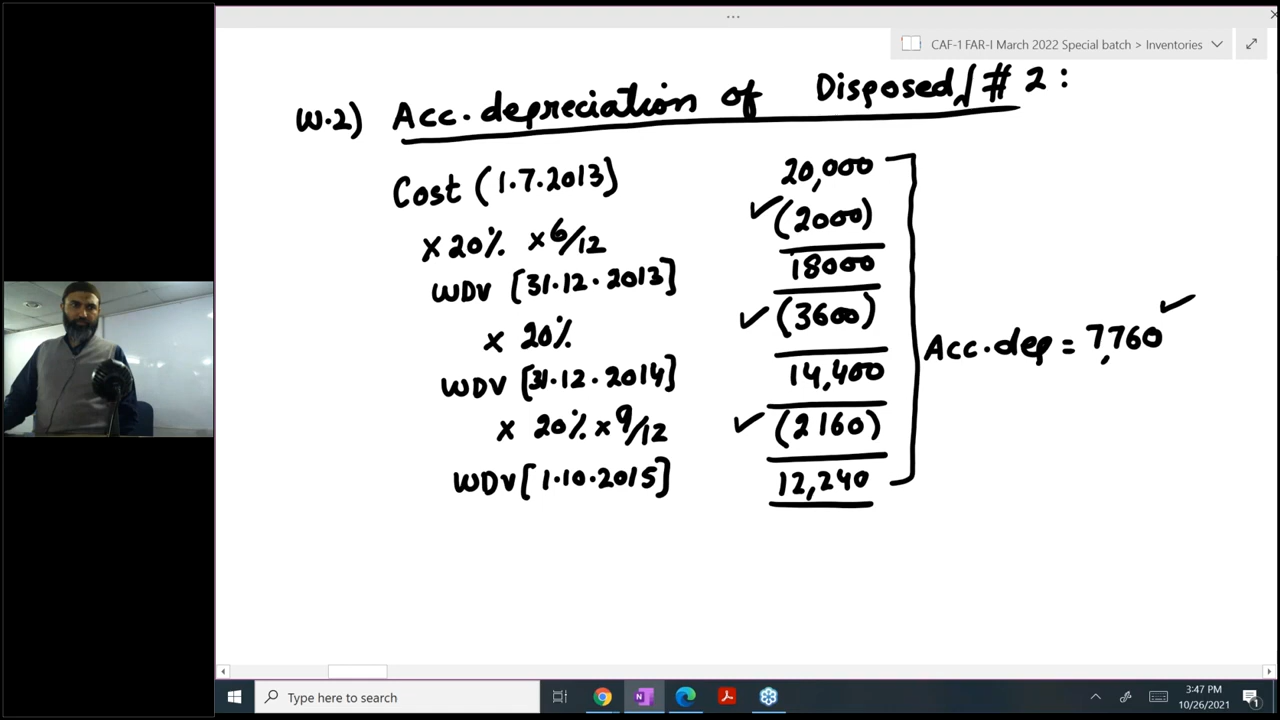 CAF-1 FAR-I March 2022 Special batch > Inventories
W.2) Acc. depreciation of Disposed/ # 2:
Cost (1.7.2013) 20,000
x 20% x 6/12 ✓ (2000)
WDV [31.12.2013] 18000
x 20% ✓ (3600)
WDV [31.12.2014] 14,400
x 20% x 9/12 ✓ (2160)
WDV [1.10.2015] 12,240
Acc.dep = 7,760 ✓
Type here to search
3:47 PM
10/26/2021
1